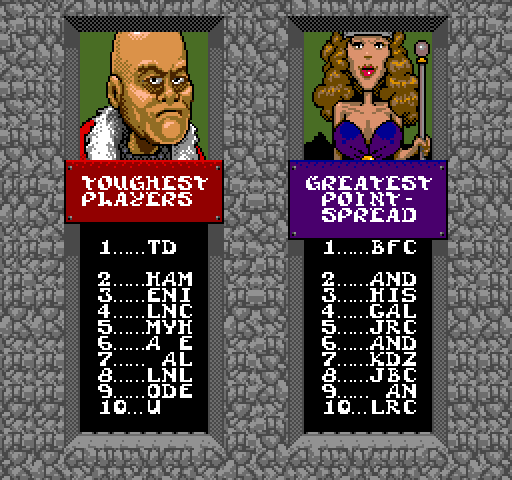 TOUGHEST
PLAYERS
1.....TD
2.....HAM
3.....ENI
4.....LNC
5.....MYH
6.....A E
7..... AL
8.....LNL
9.....ODE
10...U
GREATEST
POINT-
SPREAD
1.....BFC
2.....AND
3.....HIS
4.....GAL
5.....JRC
6.....AND
7.....KDZ
8.....JBC
9..... AN
10...LRC